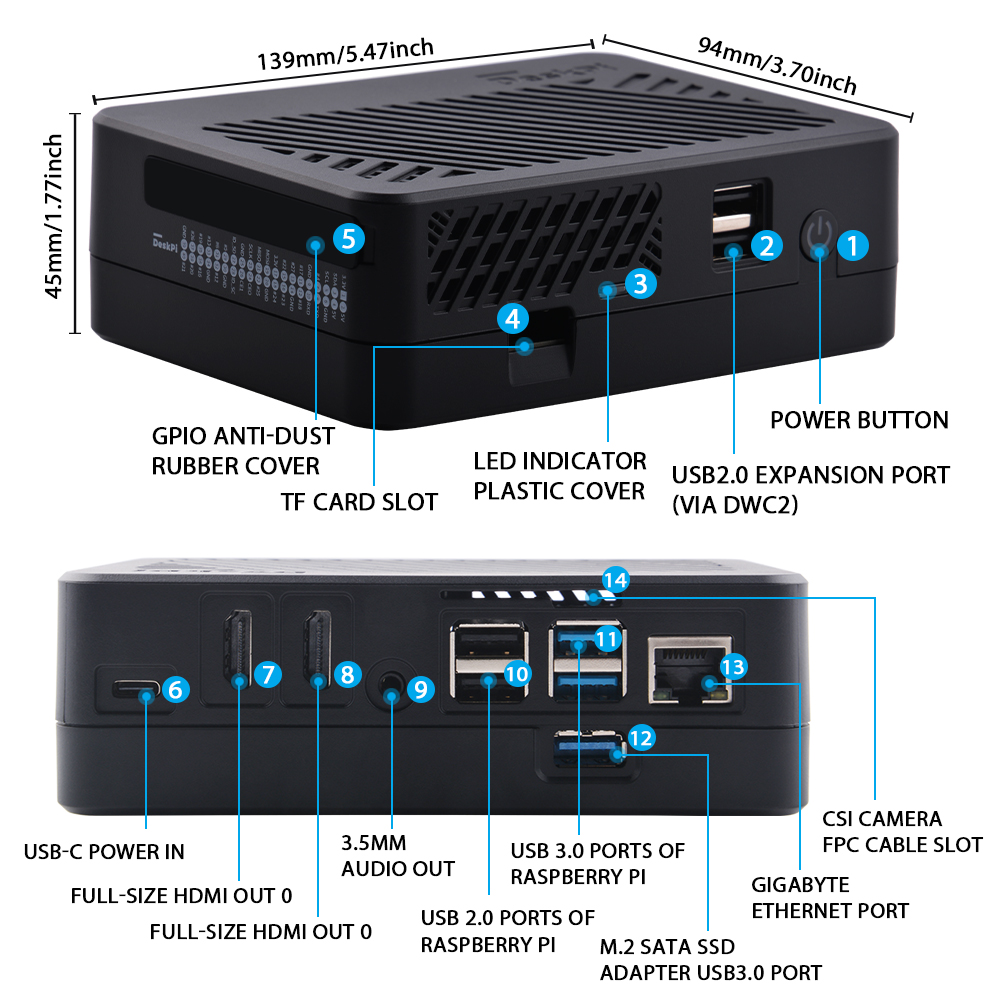 139mm/5.47inch
94mm/3.70inch
45mm/1.77inch
DeskPi
5
4
3
2
1
GPIO ANTI-DUST
RUBBER COVER
TF CARD SLOT
LED INDICATOR
PLASTIC COVER
USB2.0 EXPANSION PORT
(VIA DWC2)
POWER BUTTON
14
6
7
8
9
10
11
12
13
USB-C POWER IN
FULL-SIZE HDMI OUT 0
FULL-SIZE HDMI OUT 0
3.5MM
AUDIO OUT
USB 2.0 PORTS OF
RASPBERRY PI
USB 3.0 PORTS OF
RASPBERRY PI
M.2 SATA SSD
ADAPTER USB3.0 PORT
GIGABYTE
ETHERNET PORT
CSI CAMERA
FPC CABLE SLOT